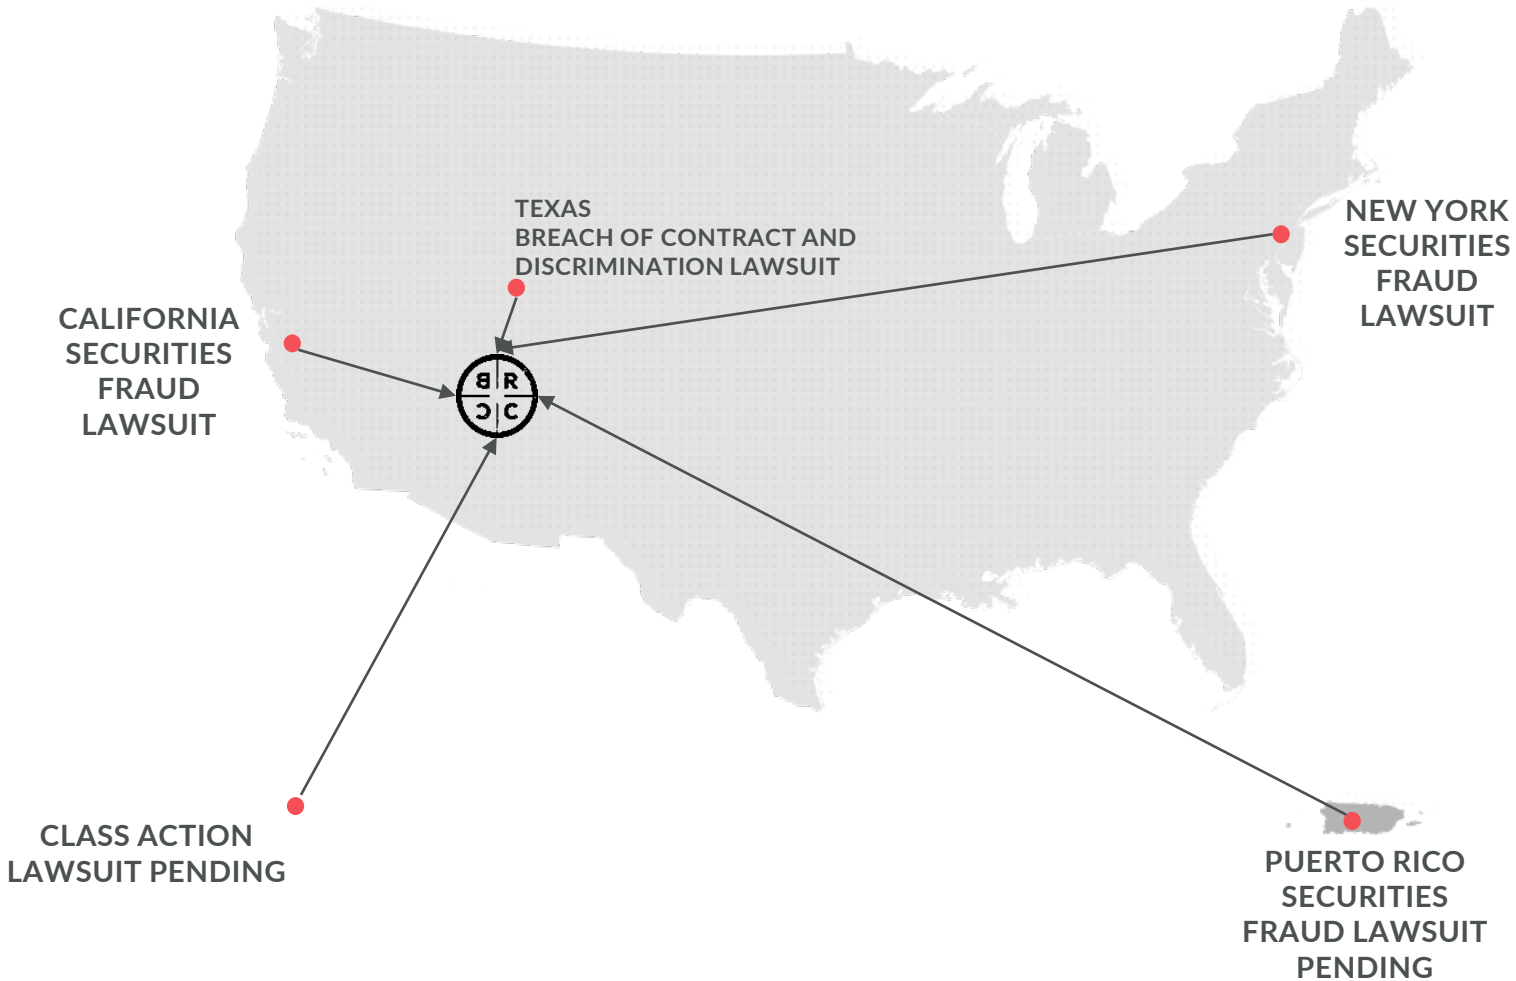 TEXAS
BREACH OF CONTRACT AND
DISCRIMINATION LAWSUIT
NEW YORK
SECURITIES
FRAUD
LAWSUIT
CALIFORNIA
SECURITIES
FRAUD
LAWSUIT
B R
C C
CLASS ACTION
LAWSUIT PENDING
PUERTO RICO
SECURITIES
FRAUD LAWSUIT
PENDING